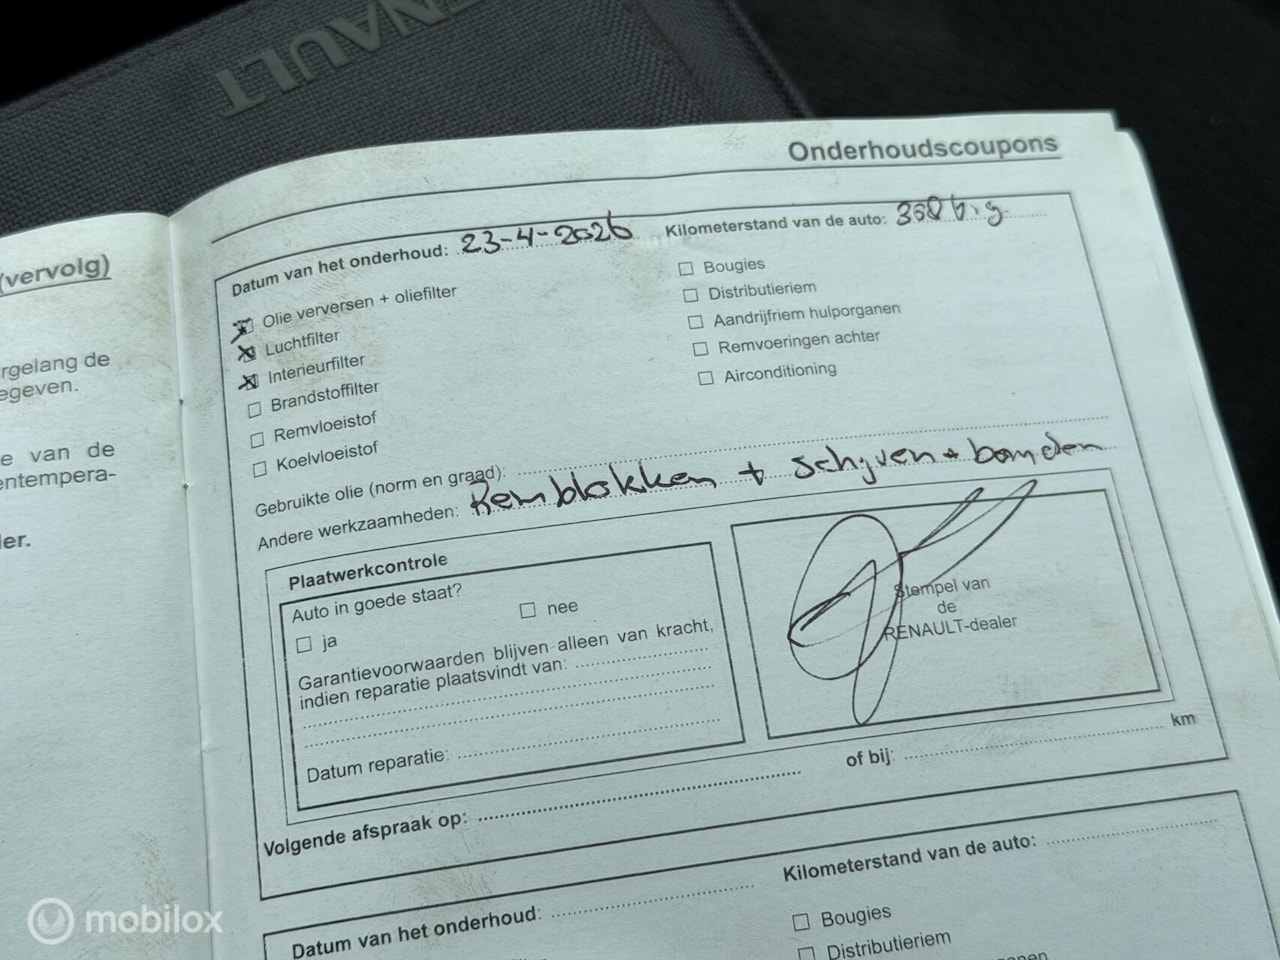 RENAULT
(vervolg)
rgelang de
egeven.
e van de
entempera-
ler.
Onderhoudscoupons
Datum van het onderhoud: 23-4-2026
Kilometerstand van de auto:
Olie verversen + oliefilter
Luchtfilter
Interieurfilter
Brandstoffilter
Remvloeistof
Koelvloeistof
Bougies
Distributieriem
Aandrijfriem hulporganen
Remvoeringen achter
Airconditioning
Gebruikte olie (norm en graad):
Andere werkzaamheden: Remblokken + schijven + banden
Plaatwerkcontrole
Auto in goede staat?
ja
nee
Garantievoorwaarden blijven alleen van kracht,
indien reparatie plaatsvindt van:
Datum reparatie:
Stempel van
de
RENAULT-dealer
Volgende afspraak op:
of bij:
km
Datum van het onderhoud:
Kilometerstand van de auto:
Bougies
Distributieriem
mobilox